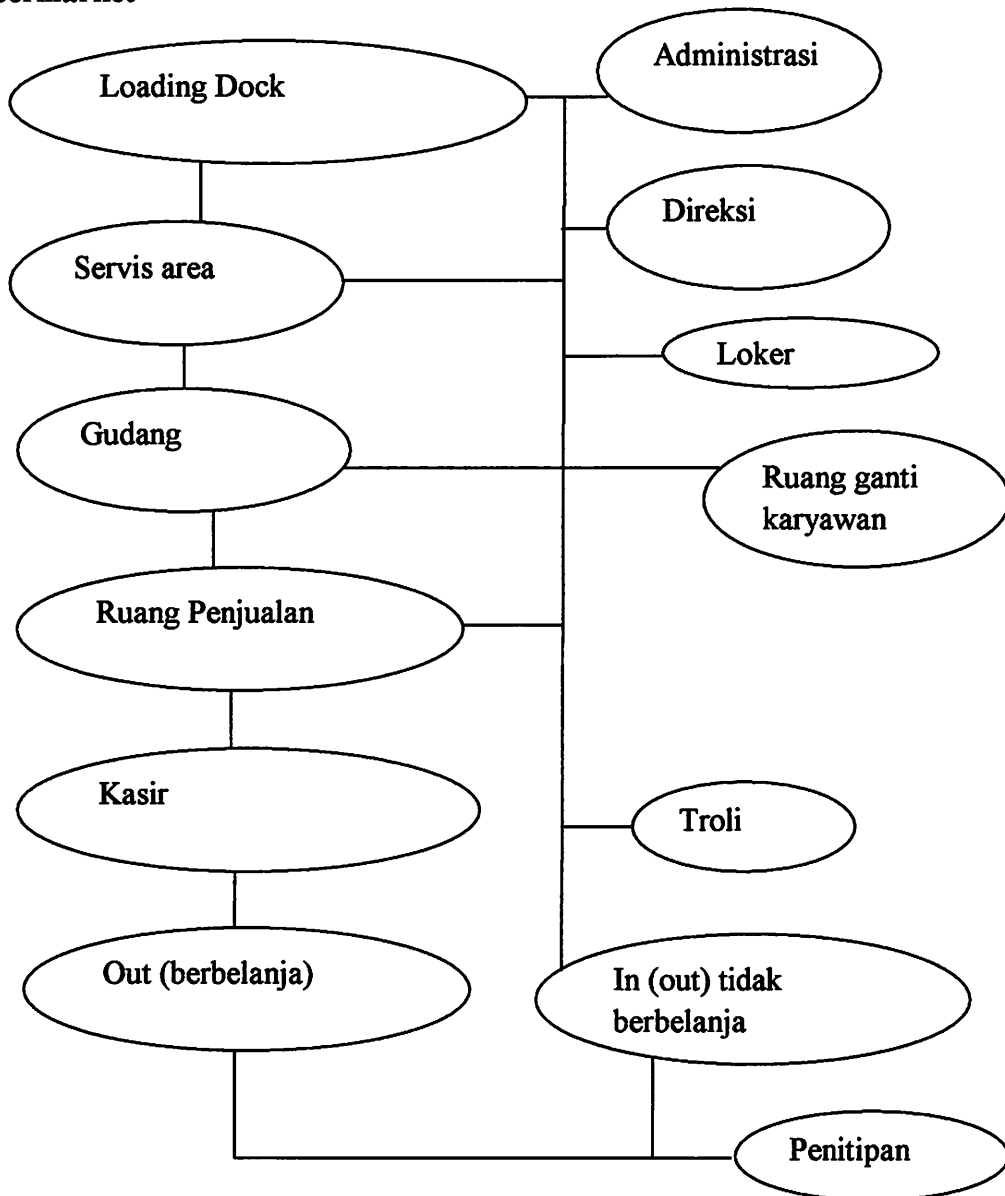 Loading Dock
Administrasi
Direksi
Servis area
Loker
Gudang
Ruang ganti
karyawan
Ruang Penjualan
Kasir
Troli
Out (berbelanja)
In (out) tidak
berbelanja
Penitipan